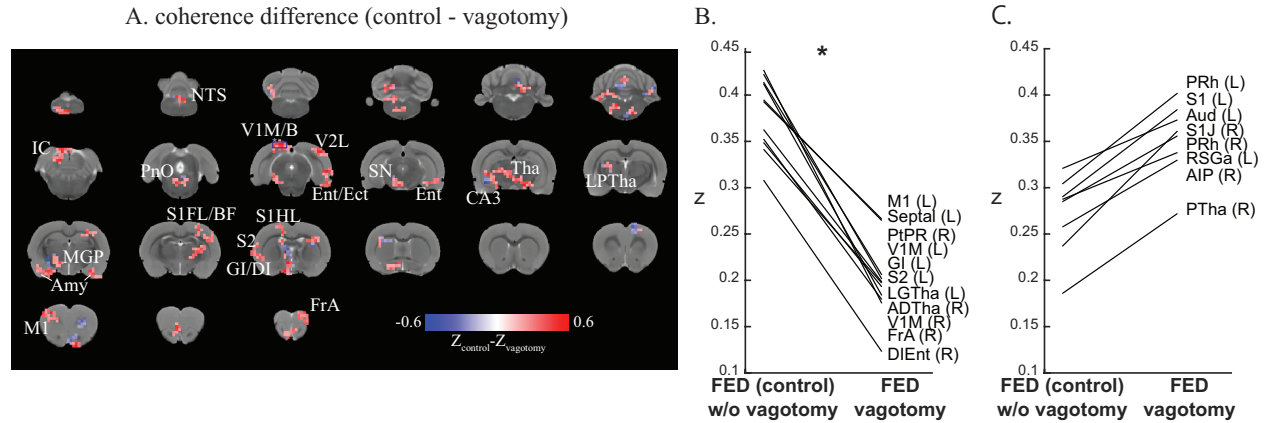 A. coherence difference (control - vagotomy)
NTS
IC
PnO
V1M/B
V2L
Ent/Ect
SN
Ent
CA3
Tha
LPTha
MGP
Amy
S1FL/BF
S1HL
S2
GI/DI
M1
FrA
-0.6
0.6
Zcontrol-Zvagotomy
B.
*
0.45
0.4
0.35
0.3
0.25
0.2
0.15
0.1
Z
M1 (L)
Septal (L)
PtPR (R)
V1M (L)
GI (L)
S2 (L)
LGTha (L)
ADTha (R)
V1M (R)
FrA (R)
DIEnt (R)
FED (control)
w/o vagotomy
FED
vagotomy
C.
0.45
0.4
0.35
0.3
0.25
0.2
0.15
0.1
Z
PRh (L)
S1 (L)
Aud (L)
S1J (R)
PRh (R)
RSGa (L)
AIP (R)
PTha (R)
FED (control)
w/o vagotomy
FED
vagotomy